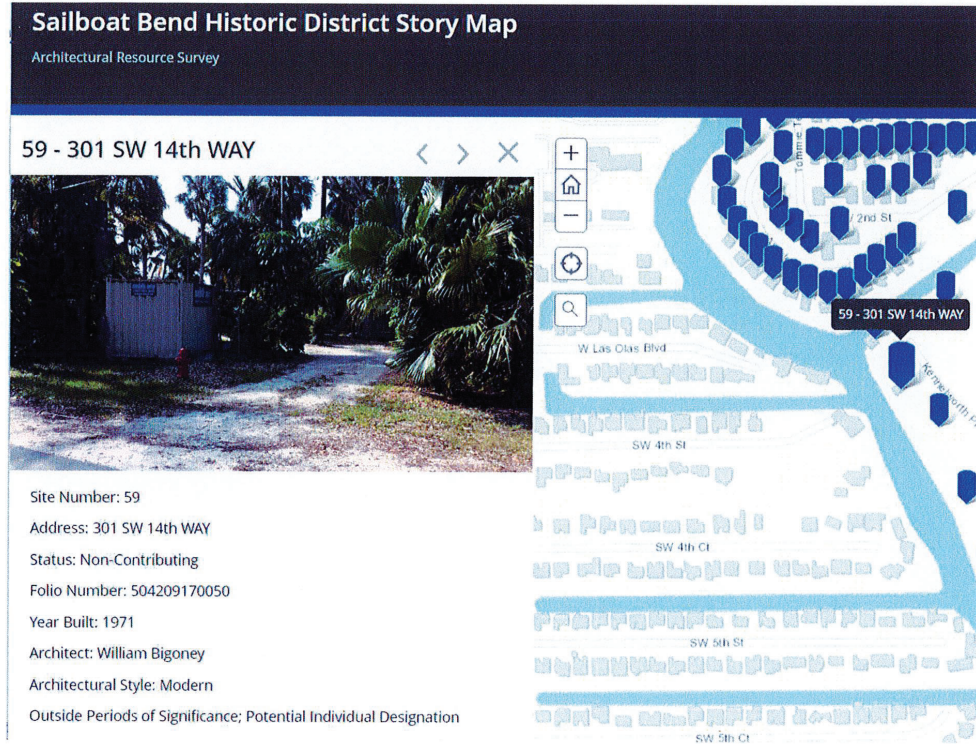 Sailboat Bend Historic District Story Map
Architectural Resource Survey
59 - 301 SW 14th WAY
Site Number: 59
Address: 301 SW 14th WAY
Status: Non-Contributing
Folio Number: 504209170050
Year Built: 1971
Architect: William Bigoney
Architectural Style: Modern
Outside Periods of Significance; Potential Individual Designation
2nd St
59 - 301 SW 14th WAY
W Las Olas Blvd
SW 4th St
SW 4th Ct
SW 5th St
SW 5th Ct